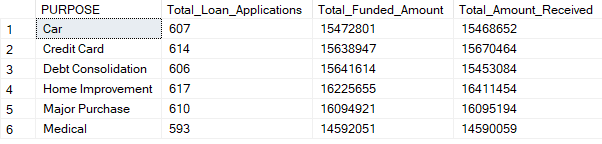 PURPOSE Total_Loan_Applications Total_Funded_Amount Total_Amount_Received
1 Car 607 15472801 15468652
2 Credit Card 614 15638947 15670464
3 Debt Consolidation 606 15641614 15453084
4 Home Improvement 617 16225655 16411454
5 Major Purchase 610 16094921 16095194
6 Medical 593 14592051 14590059